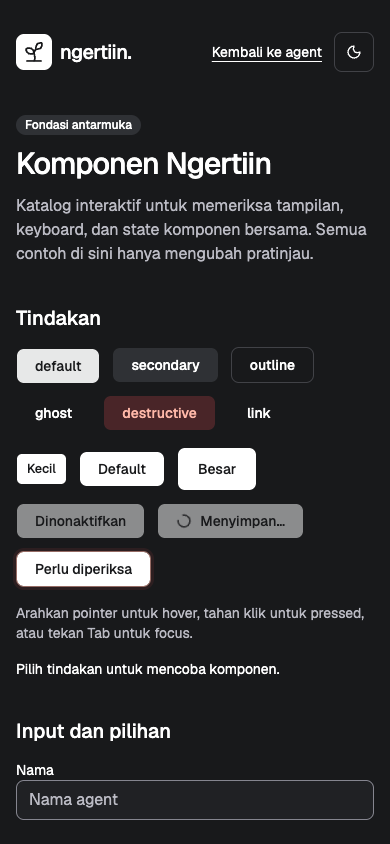 ngertiin.
Kembali ke agent
Fondasi antarmuka
Komponen Ngertiin
Katalog interaktif untuk memeriksa tampilan,
keyboard, dan state komponen bersama. Semua
contoh di sini hanya mengubah pratinjau.
Tindakan
default
secondary
outline
ghost
destructive
link
Kecil
Default
Besar
Dinonaktifkan
Menyimpan...
Perlu diperiksa
Arahkan pointer untuk hover, tahan klik untuk pressed,
atau tekan Tab untuk focus.
Pilih tindakan untuk mencoba komponen.
Input dan pilihan
Nama
Nama agent